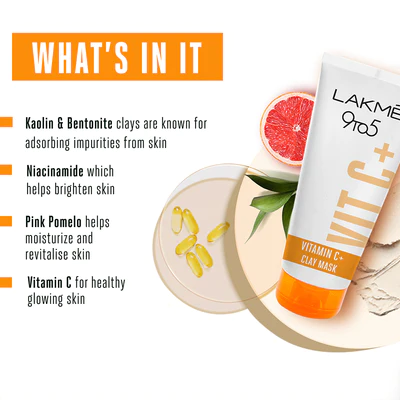 WHAT'S IN IT
Kaolin & Bentonite clays are known for
adsorbing impurities from skin
Niacinamide which
helps brighten skin
Pink Pomelo helps
moisturize and
revitalise skin
Vitamin C for healthy
glowing skin
LAKMÉ
9to5
VIT C+
VITAMIN C+
CLAY MASK